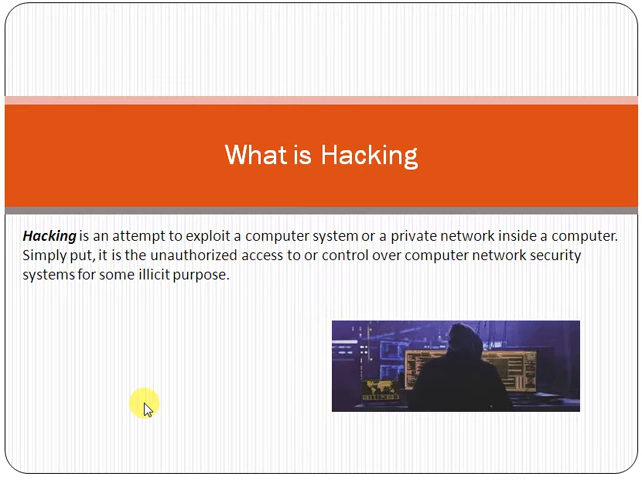 What is Hacking
Hacking is an attempt to exploit a computer system or a private network inside a computer.
Simply put, it is the unauthorized access to or control over computer network security
systems for some illicit purpose.